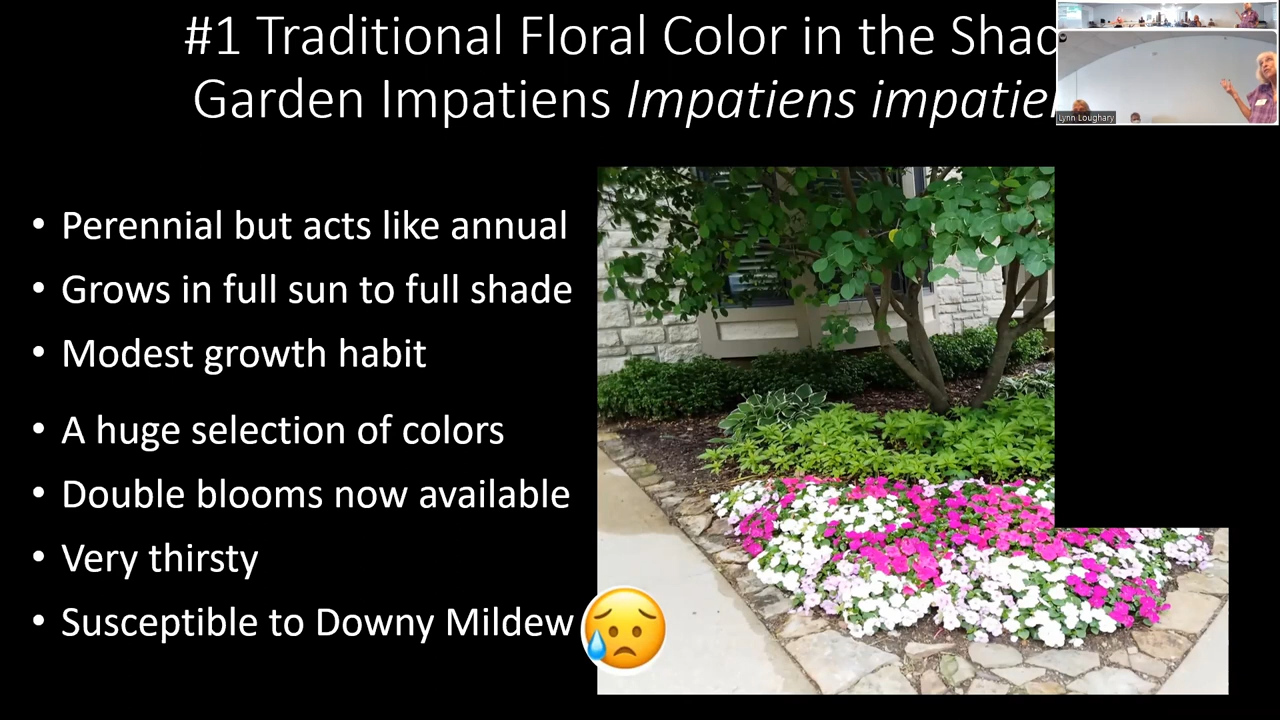 #1 Traditional Floral Color in the Shad
Garden Impatiens Impatiens impatie
• Perennial but acts like annual
• Grows in full sun to full shade
• Modest growth habit
• A huge selection of colors
• Double blooms now available
• Very thirsty
• Susceptible to Downy Mildew
Lynn Loughary